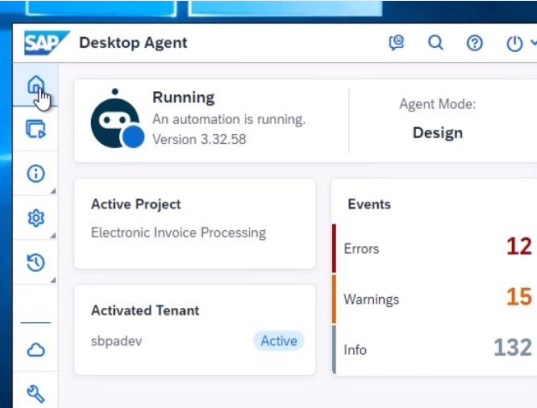 SAP Desktop Agent
Running
An automation is running.
Version 3.32.58
Agent Mode:
Design
Active Project
Electronic Invoice Processing
Activated Tenant
sbpadev Active
Events
Errors 12
Warnings 15
Info 132